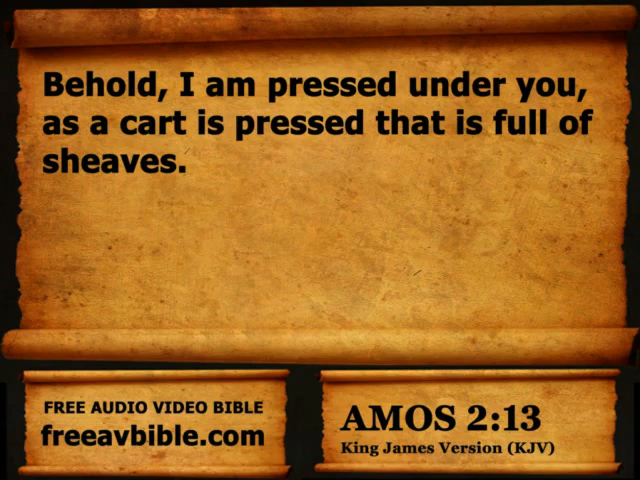 Behold, I am pressed under you,
as a cart is pressed that is full of
sheaves.
FREE AUDIO VIDEO BIBLE
freeavbible.com
AMOS 2:13
King James Version (KJV)